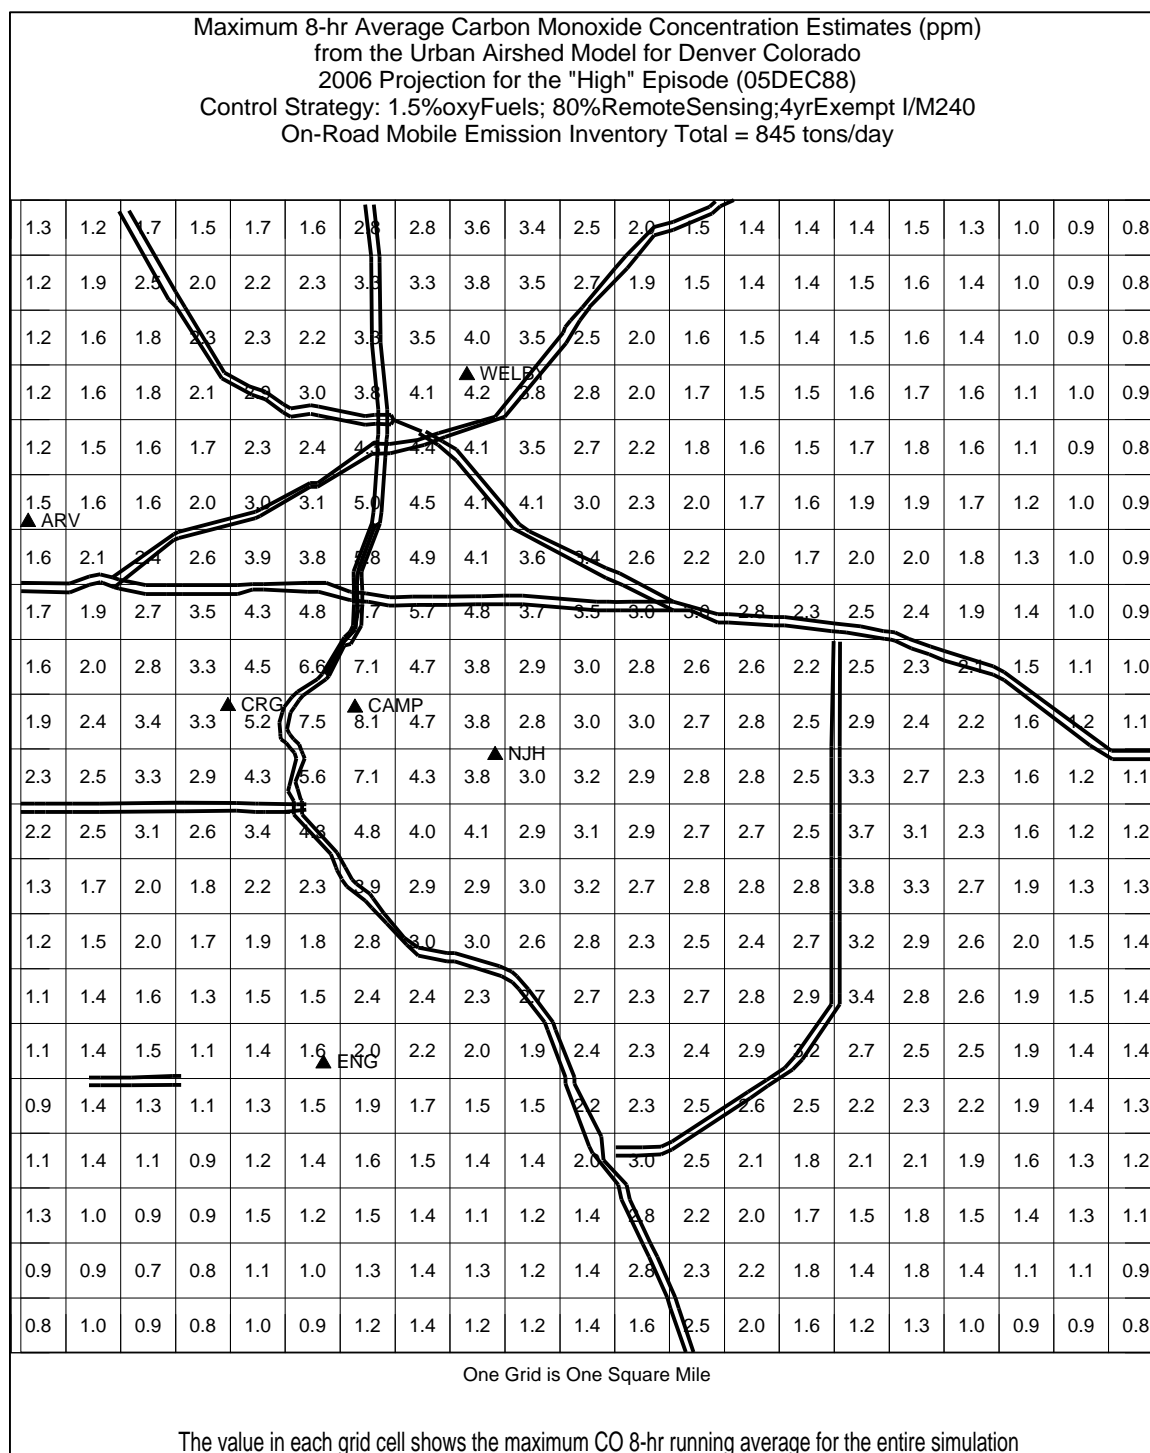 Maximum 8-hr Average Carbon Monoxide Concentration Estimates (ppm)
from the Urban Airshed Model for Denver Colorado
2006 Projection for the "High" Episode (05DEC88)
Control Strategy: 1.5%oxyFuels; 80%RemoteSensing;4yrExempt I/M240
On-Road Mobile Emission Inventory Total = 845 tons/day
1.3 1.2 1.7 1.5 1.7 1.6 2.8 2.8 3.6 3.4 2.5 2.0 1.5 1.4 1.4 1.4 1.5 1.3 1.0 0.9 0.8
1.2 1.9 2.5 2.0 2.2 2.3 3.3 3.3 3.8 3.5 2.7 1.9 1.5 1.4 1.4 1.5 1.6 1.4 1.0 0.9 0.8
1.2 1.6 1.8 2.3 2.3 2.2 3.3 3.5 4.0 3.5 2.5 2.0 1.6 1.5 1.4 1.5 1.6 1.4 1.0 0.9 0.8
WELBY
1.2 1.6 1.8 2.1 2.9 3.0 3.8 4.1 4.2 3.8 2.8 2.0 1.7 1.5 1.5 1.6 1.7 1.6 1.1 1.0 0.9
1.2 1.5 1.6 1.7 2.3 2.4 4.4 4.1 3.5 2.7 2.2 1.8 1.6 1.5 1.7 1.8 1.6 1.1 0.9 0.8
1.5 1.6 1.6 2.0 3.0 3.1 5.0 4.5 4.1 4.1 3.0 2.3 2.0 1.7 1.6 1.9 1.9 1.7 1.2 1.0 0.9
ARV
1.6 2.1 2.4 2.6 3.9 3.8 5.8 4.9 4.1 3.6 3.4 2.6 2.2 2.0 1.7 2.0 2.0 1.8 1.3 1.0 0.9
1.7 1.9 2.7 3.5 4.3 4.8 5.7 4.8 3.7 3.5 3.0 3.0 2.8 2.3 2.5 2.4 1.9 1.4 1.0 0.9
1.6 2.0 2.8 3.3 4.5 6.6 7.1 4.7 3.8 2.9 3.0 2.8 2.6 2.6 2.2 2.5 2.3 2.1 1.5 1.1 1.0
CRG CAMP
1.9 2.4 3.4 3.3 5.2 7.5 8.1 4.7 3.8 2.8 3.0 3.0 2.7 2.8 2.5 2.9 2.4 2.2 1.6 1.2 1.1
NJH
2.3 2.5 3.3 2.9 4.3 5.6 7.1 4.3 3.8 3.0 3.2 2.9 2.8 2.8 2.5 3.3 2.7 2.3 1.6 1.2 1.1
2.2 2.5 3.1 2.6 3.4 4.3 4.8 4.0 4.1 2.9 3.1 2.9 2.7 2.7 2.5 3.7 3.1 2.3 1.6 1.2 1.2
1.3 1.7 2.0 1.8 2.2 2.3 3.9 2.9 2.9 3.0 3.2 2.7 2.8 2.8 2.8 3.8 3.3 2.7 1.9 1.3 1.3
1.2 1.5 2.0 1.7 1.9 1.8 2.8 3.0 3.0 2.6 2.8 2.3 2.5 2.4 2.7 3.2 2.9 2.6 2.0 1.5 1.4
1.1 1.4 1.6 1.3 1.5 1.5 2.4 2.4 2.3 2.7 2.7 2.3 2.7 2.8 2.9 3.4 2.8 2.6 1.9 1.5 1.4
1.1 1.4 1.5 1.1 1.4 1.6 2.0 2.2 2.0 1.9 2.4 2.3 2.4 2.9 3.2 2.7 2.5 2.5 1.9 1.4 1.4
ENG
0.9 1.4 1.3 1.1 1.3 1.5 1.9 1.7 1.5 1.5 2.2 2.3 2.5 2.6 2.5 2.2 2.3 2.2 1.9 1.4 1.3
1.1 1.4 1.1 0.9 1.2 1.4 1.6 1.5 1.4 1.4 2.0 3.0 2.5 2.1 1.8 2.1 2.1 1.9 1.6 1.3 1.2
1.3 1.0 0.9 0.9 1.5 1.2 1.5 1.4 1.1 1.2 1.4 2.8 2.2 2.0 1.7 1.5 1.8 1.5 1.4 1.3 1.1
0.9 0.9 0.7 0.8 1.1 1.0 1.3 1.4 1.3 1.2 1.4 2.8 2.3 2.2 1.8 1.4 1.8 1.4 1.1 1.1 0.9
0.8 1.0 0.9 0.8 1.0 0.9 1.2 1.4 1.2 1.2 1.4 1.6 2.5 2.0 1.6 1.2 1.3 1.0 0.9 0.9 0.8
One Grid is One Square Mile
The value in each grid cell shows the maximum CO 8-hr running average for the entire simulation